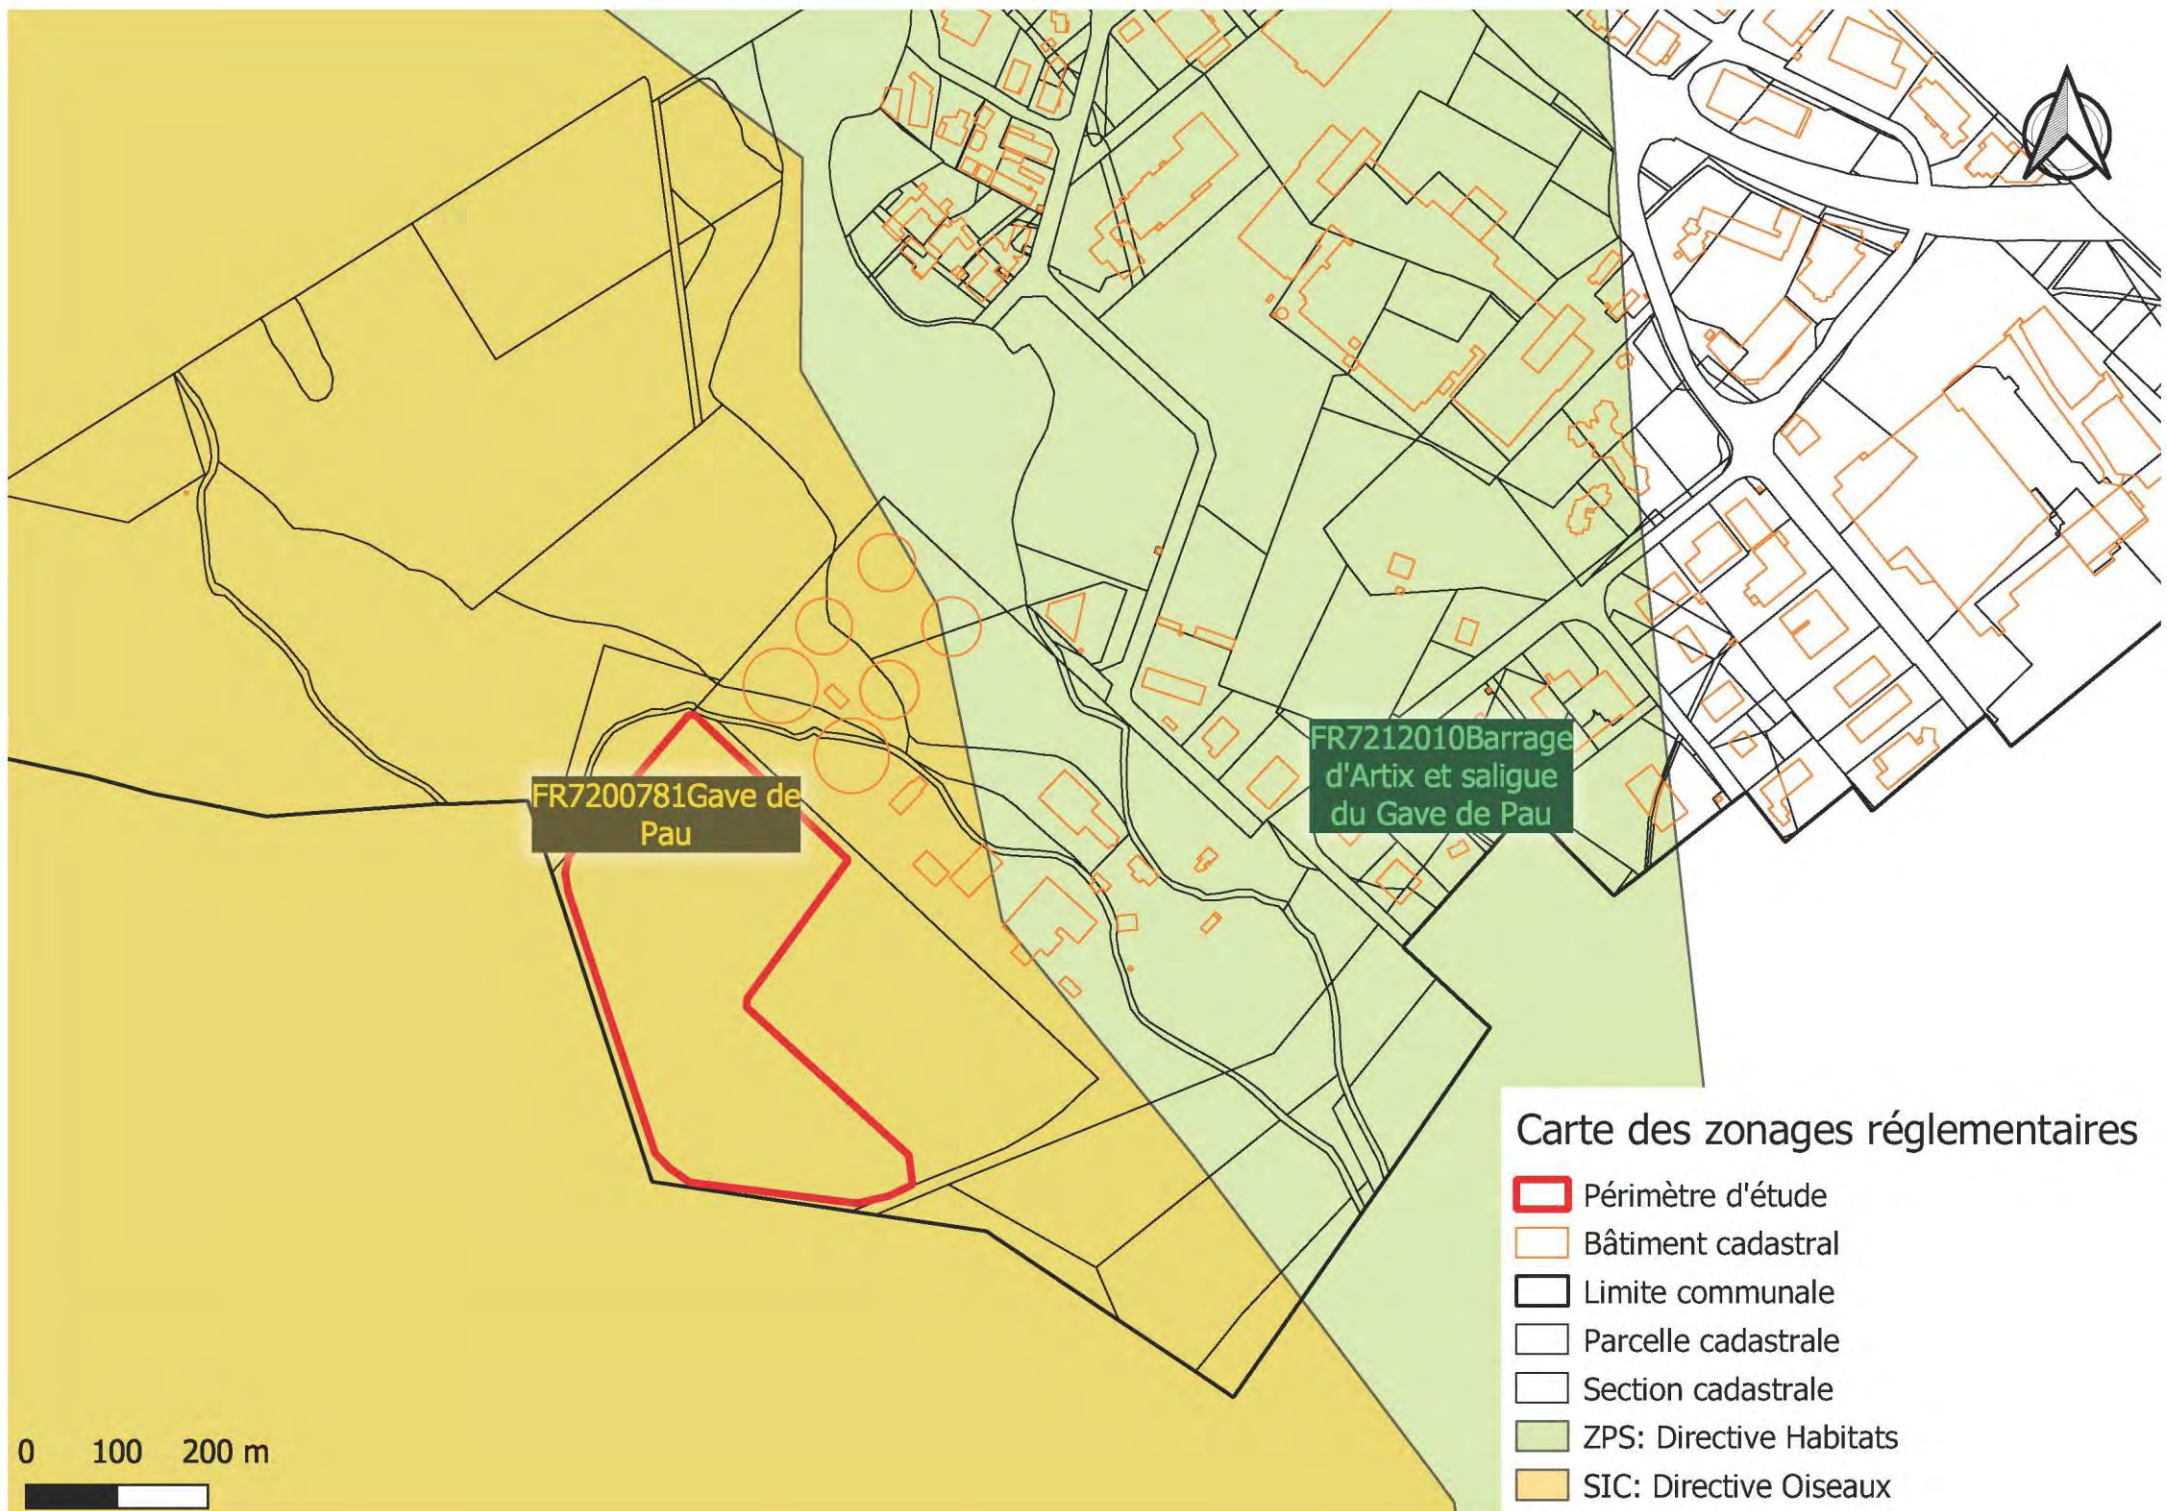 FR7200781Gave de
Pau
FR7212010Barrage
d'Artix et saligue
du Gave de Pau
Carte des zonages réglementaires
Périmètre d'étude
Bâtiment cadastral
Limite communale
Parcelle cadastrale
Section cadastrale
ZPS: Directive Habitats
SIC: Directive Oiseaux
0 100 200 m